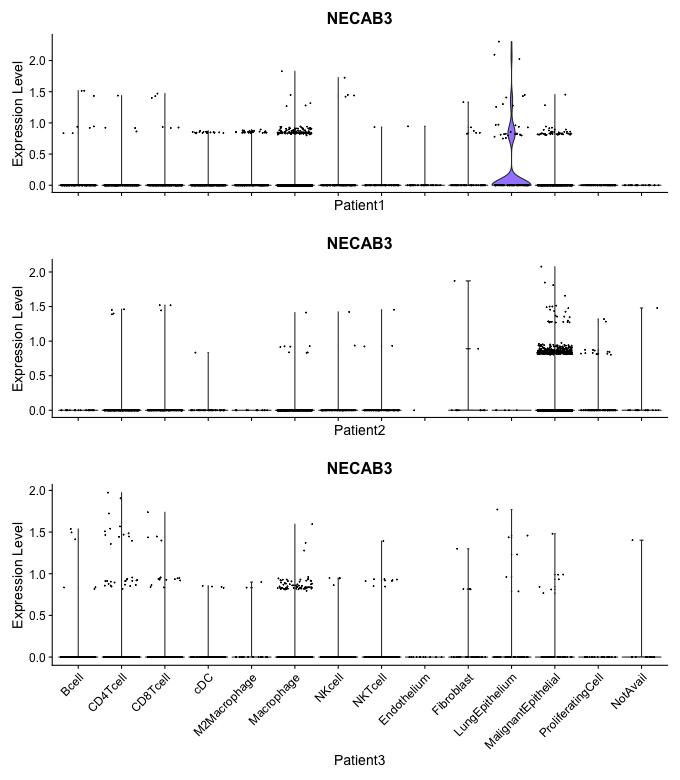 NECAB3
Expression Level
2.0
1.5
1.0
0.5
0.0
Patient1
NECAB3
Expression Level
2.0
1.5
1.0
0.5
0.0
Patient2
NECAB3
Expression Level
2.0
1.5
1.0
0.5
0.0
Bcell
CD4Tcell
CD8Tcell
cDC
M2Macrophage
Macrophage
NKcell
NKTcell
Endothelium
Fibroblast
LungEpithelium
MalignantEpithelial
ProliferatingCell
NotAvail
Patient3